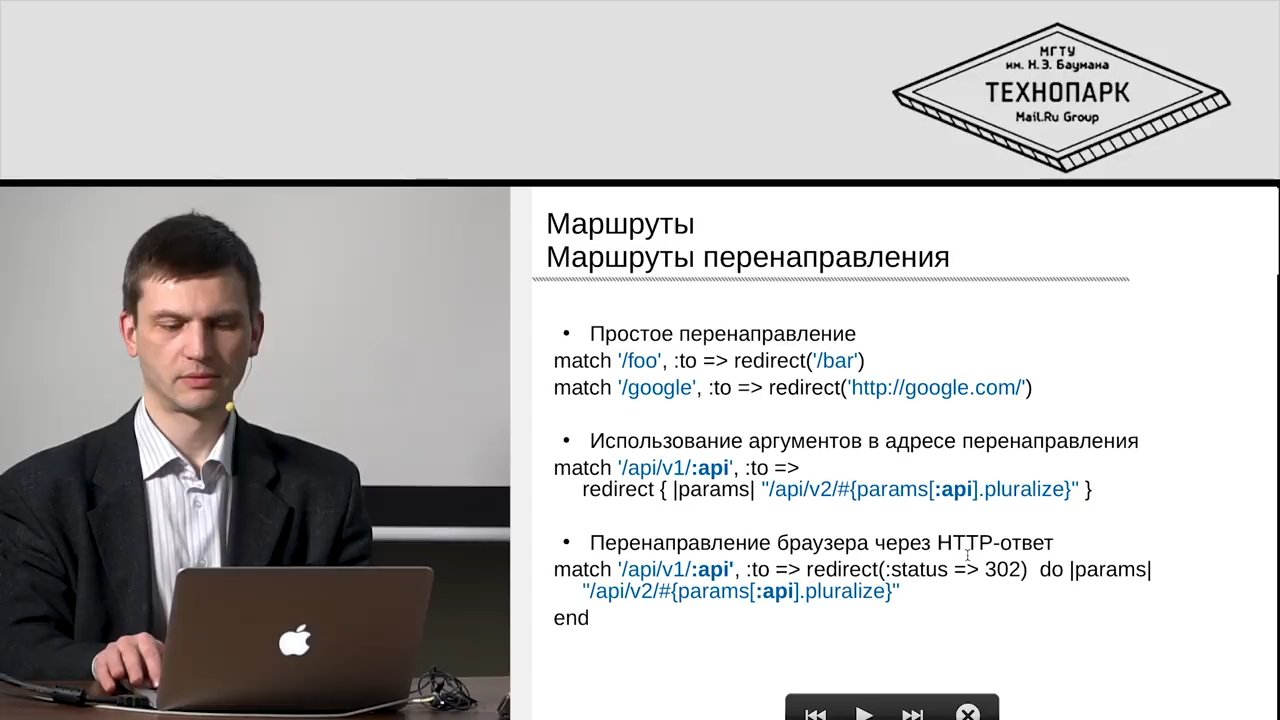 МГТУ
им. Н.Э. Баумана
ТЕХНОПАРК
Mail.Ru Group
Маршруты
Маршруты перенаправления
• Простое перенаправление
match '/foo', :to => redirect('/bar')
match '/google', :to => redirect('http://google.com/')
• Использование аргументов в адресе перенаправления
match '/api/v1/:api', :to =>
redirect { |params| "/api/v2/#{params[:api].pluralize}" }
• Перенаправление браузера через HTTP-ответ
match '/api/v1/:api', :to => redirect(:status => 302) do |params|
"/api/v2/#{params[:api].pluralize}"
end